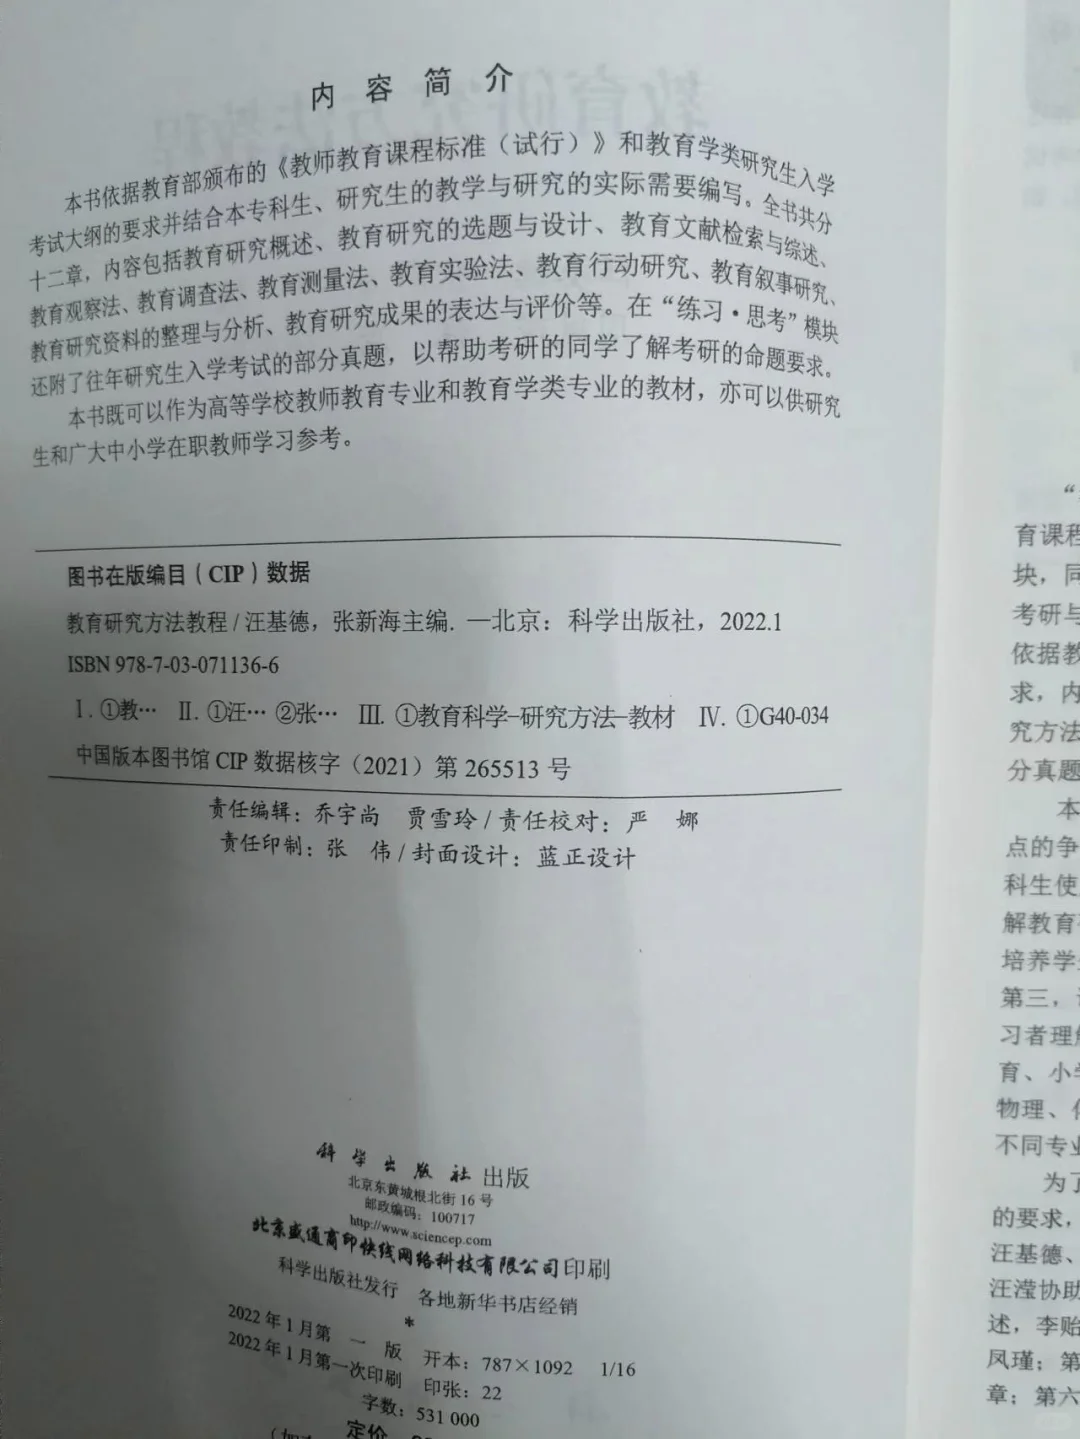 内容简介
本书依据教育部颁布的《教师教育课程标准（试行）》和教育学类研究生入学
考试大纲的要求并结合本专科生、研究生的教学与研究的实际需要编写。全书共分
十二章，内容包括教育研究概述、教育研究的选题与设计、教育文献检索与综述、
教育观察法、教育调查法、教育测量法、教育实验法、教育行动研究、教育叙事研究、
教育研究资料的整理与分析、教育研究成果的表达与评价等。在“练习·思考”模块
还附了往年研究生入学考试的部分真题，以帮助考研的同学了解考研的命题要求。
本书既可以作为高等学校教师教育专业和教育学类专业的教材，亦可以供研究
生和广大中小学在职教师学习参考。
图书在版编目（CIP）数据
教育研究方法教程/汪基德，张新海主编. —北京：科学出版社，2022.1
ISBN 978-7-03-071136-6
Ⅰ.①教… Ⅱ.①汪…②张… Ⅲ.①教育科学–研究方法–教材 Ⅳ.①G40-034
中国版本图书馆CIP数据核字（2021）第265513号
责任编辑：乔宇尚 贾雪玲/责任校对：严 娜
责任印制：张 伟/封面设计：蓝正设计
科学出版社 出版
北京东黄城根北街16号
邮政编码：100717
http://www.sciencep.com
北京盛通商印快线网络科技有限公司印刷
科学出版社发行 各地新华书店经销
*
2022年1月第 一 版 开本：787×1092 1/16
2022年1月第一次印刷 印张：22
字数：531 000
定价
育课程
块，同
考研与
依据教
求，内
究方法
分真题
本
点的争
科生使
解教育
培养学
第三，
习者理解
育、小学
物理、
不同专业
为了
的要求，
汪基德、
汪滢协助
述，李贻
凤瑾；第
章；第六